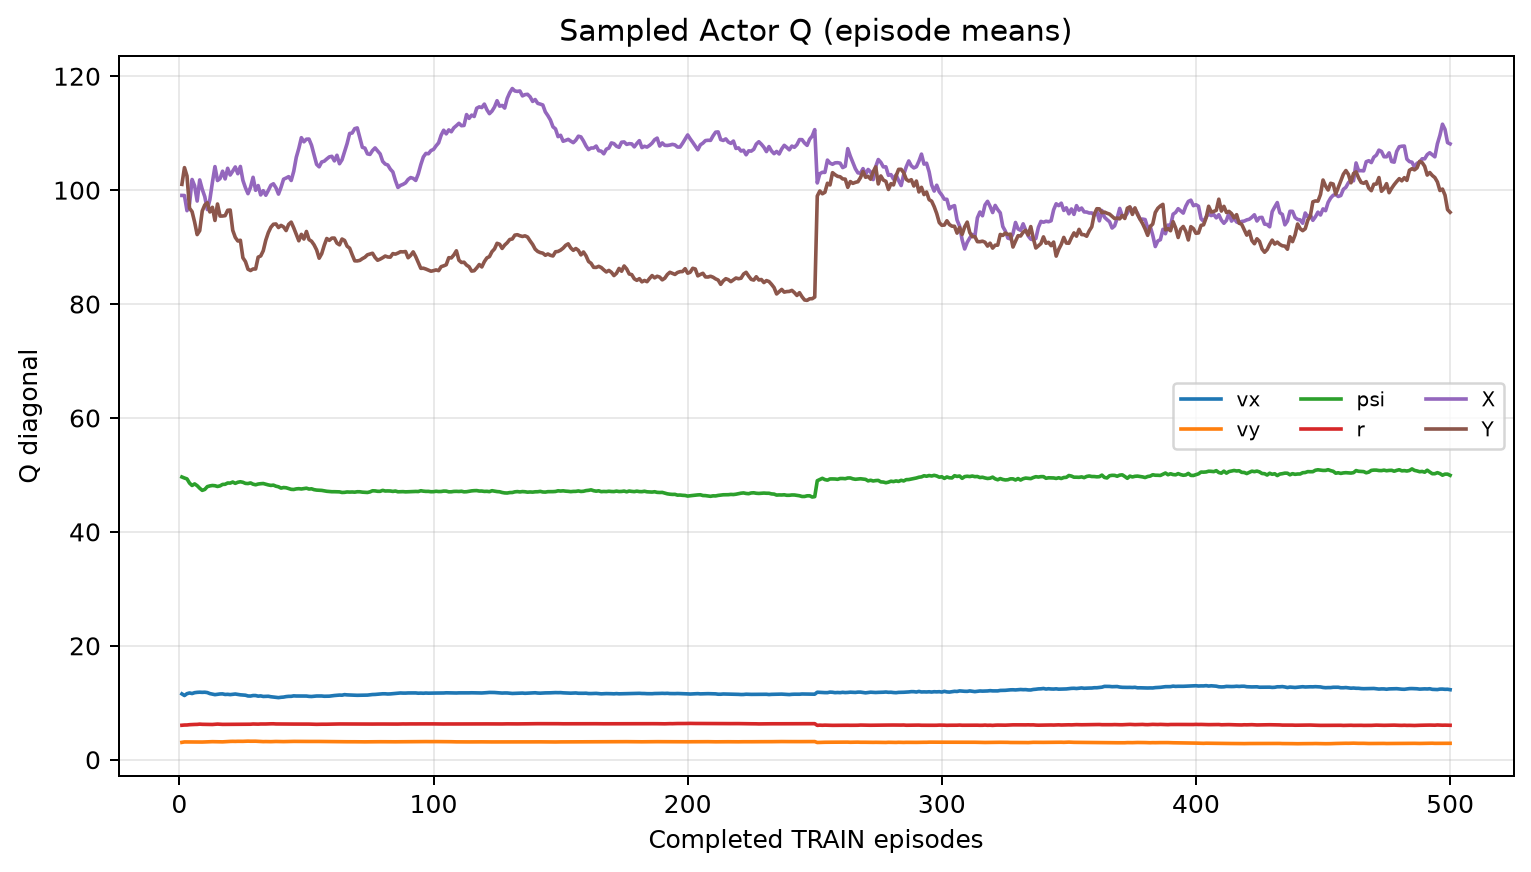 Sampled Actor Q (episode means)
120
100
80
60
40
20
0
Q diagonal
vx psi X
vy r Y
0 100 200 300 400 500
Completed TRAIN episodes